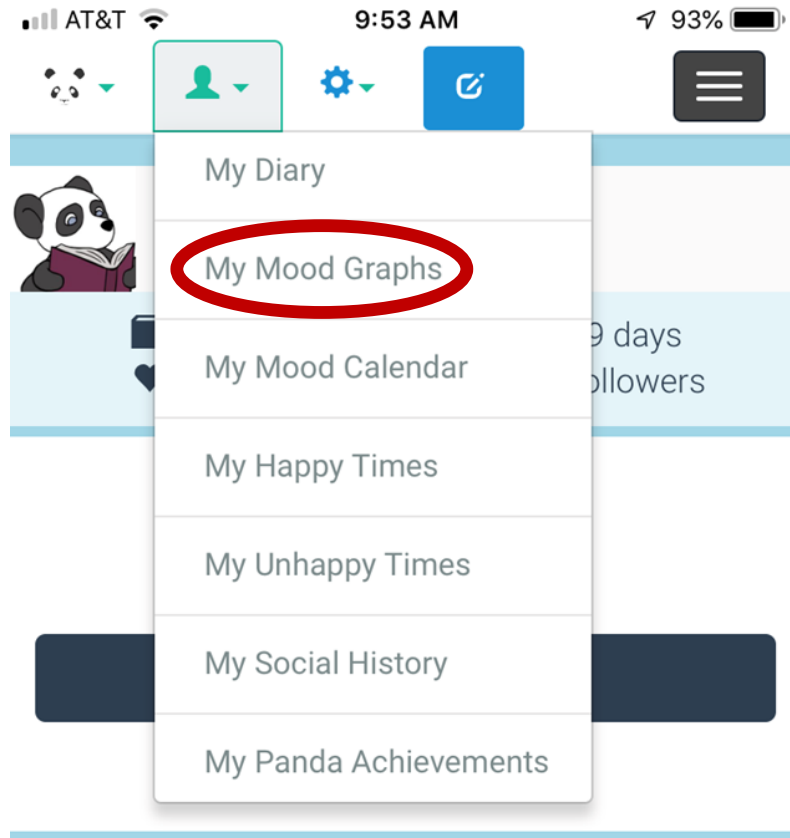 AT&T 9:53 AM 93%
My Diary
My Mood Graphs
9 days
My Mood Calendar
ollowers
My Happy Times
My Unhappy Times
My Social History
My Panda Achievements